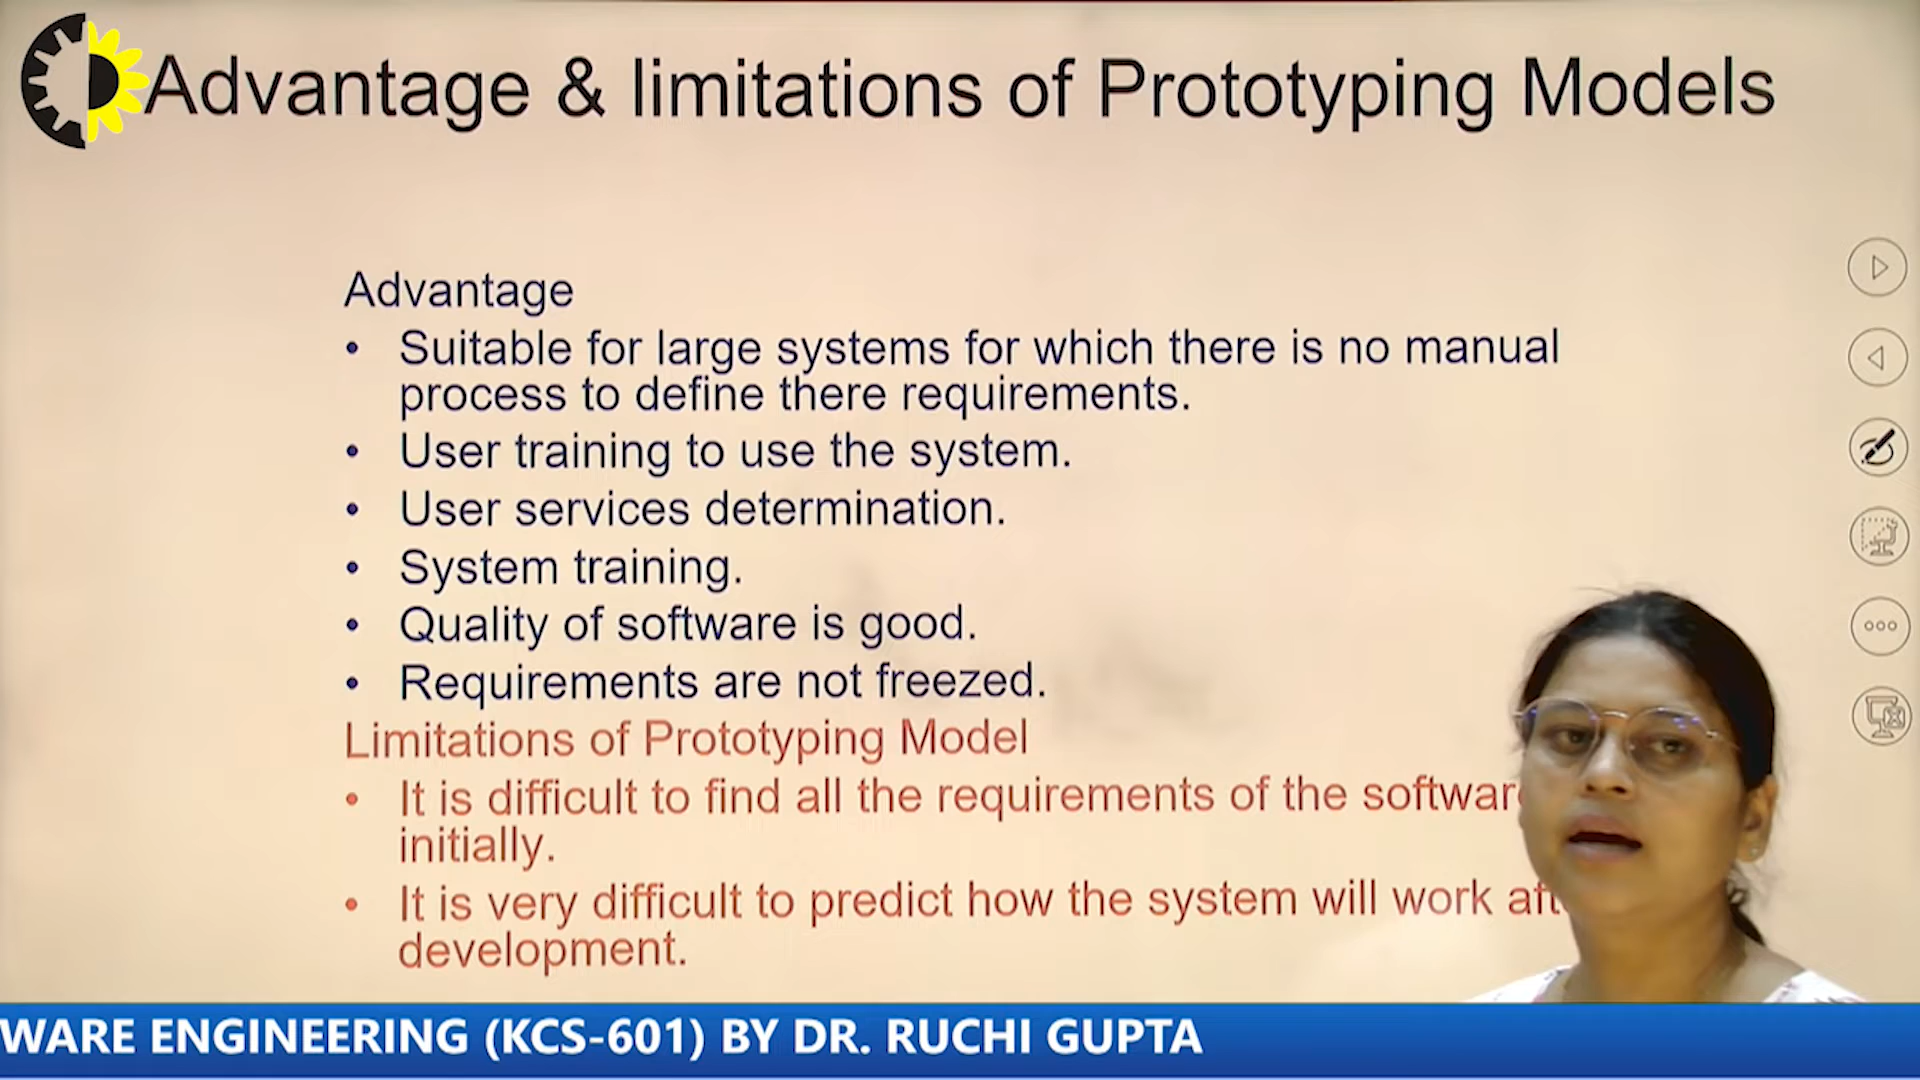 Advantage & limitations of Prototyping Models
Advantage
• Suitable for large systems for which there is no manual
process to define there requirements.
• User training to use the system.
• User services determination.
• System training.
• Quality of software is good.
• Requirements are not freezed.
Limitations of Prototyping Model
• It is difficult to find all the requirements of the
initially.
• It is very difficult to predict how the system will work
development.
WARE ENGINEERING (KCS-601) BY DR. RUCHI GUPTA